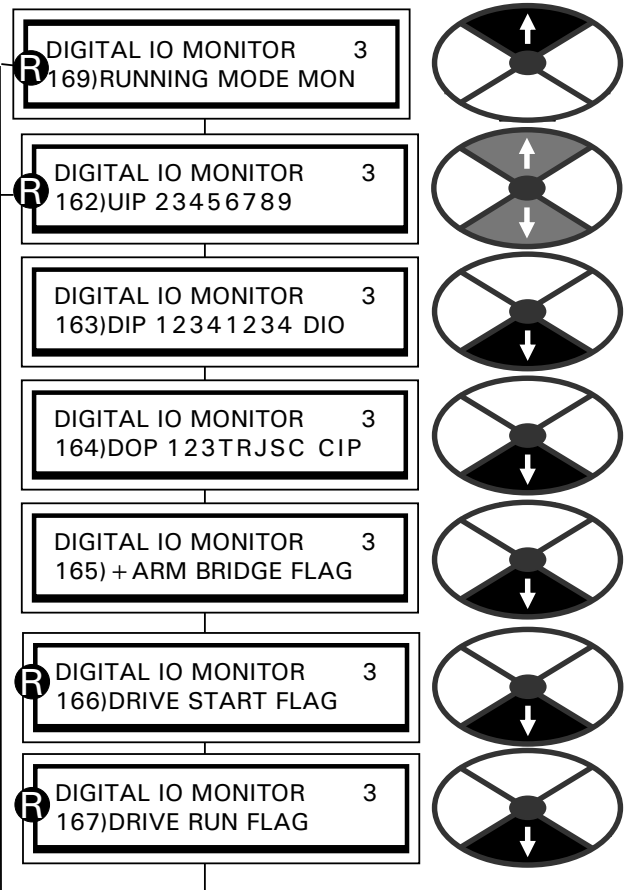 DIGITAL IO MONITOR 3
R
169)RUNNING MODE MON
DIGITAL IO MONITOR 3
R
162)UIP 23456789
DIGITAL IO MONITOR 3
163)DIP 12341234 DIO
DIGITAL IO MONITOR 3
164)DOP 123TRJSC CIP
DIGITAL IO MONITOR 3
165)+ARM BRIDGE FLAG
DIGITAL IO MONITOR 3
R
166)DRIVE START FLAG
DIGITAL IO MONITOR 3
R
167)DRIVE RUN FLAG